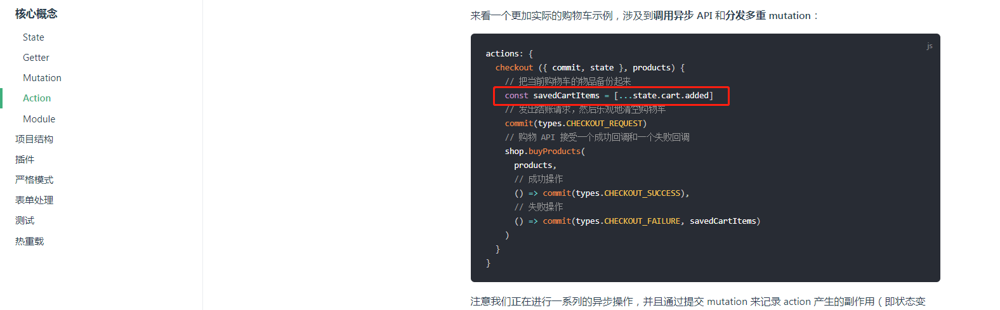 核心概念
State
Getter
Mutation
Action
Module
项目结构
插件
严格模式
表单处理
测试
热重载
来看一个更加实际的购物车示例，涉及到调用异步 API 和分发多重 mutation：
js
actions: {
checkout ({ commit, state }, products) {
// 把当前购物车的物品备份起来
const savedCartItems = [...state.cart.added]
// 发出结账请求，然后乐观地清空购物车
commit(types.CHECKOUT_REQUEST)
// 购物 API 接受一个成功回调和一个失败回调
shop.buyProducts(
products,
// 成功操作
() => commit(types.CHECKOUT_SUCCESS),
// 失败操作
() => commit(types.CHECKOUT_FAILURE, savedCartItems)
)
}
}
注意我们正在进行一系列的异步操作，并且通过提交 mutation 来记录 action 产生的副作用（即状态变